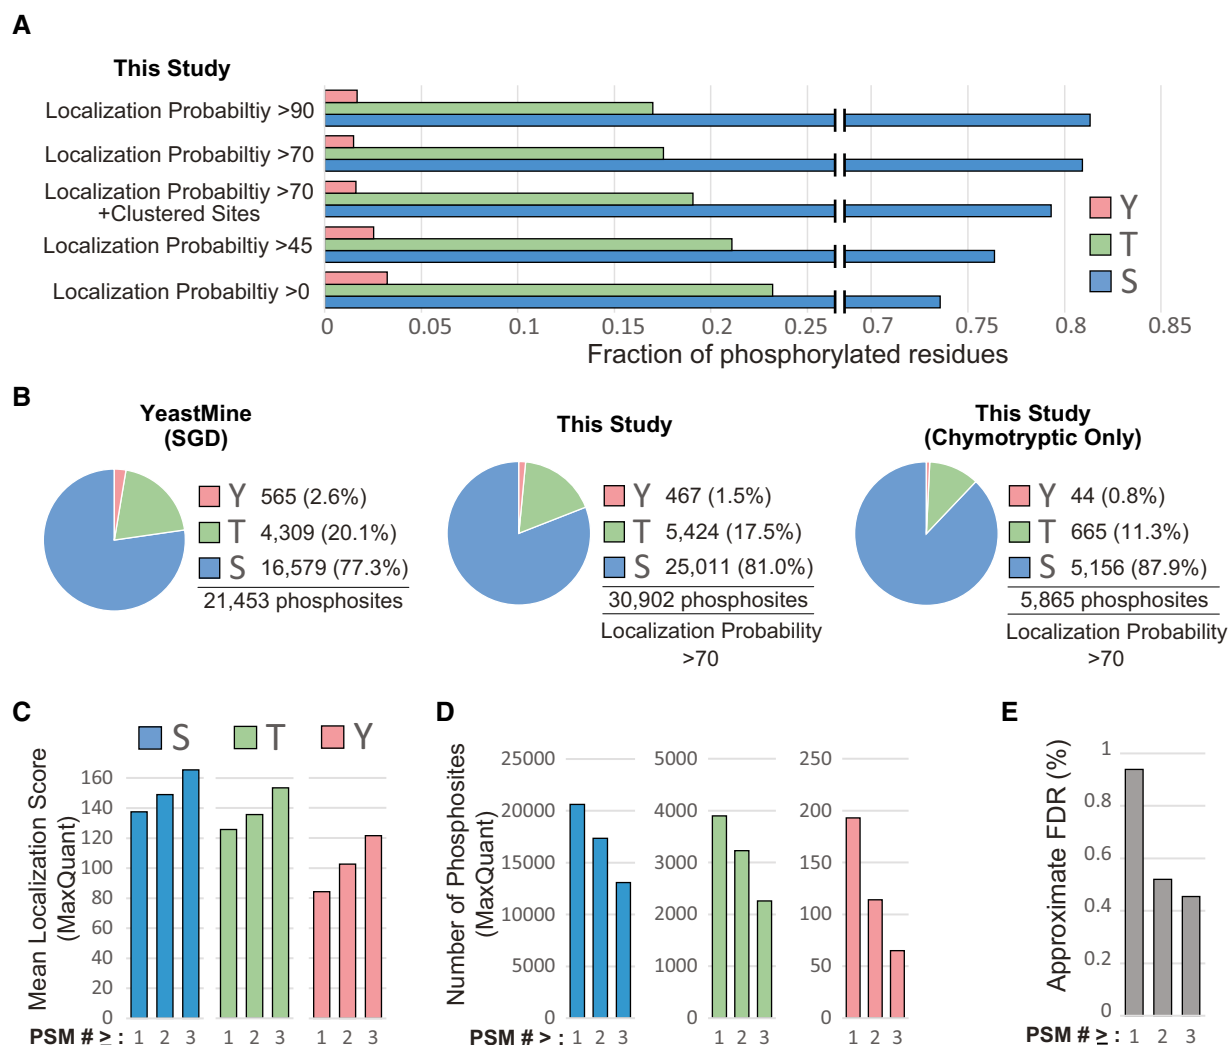 A
This Study
Localization Probabiltiy >90
Localization Probabiltiy >70
Localization Probabiltiy >70
+Clustered Sites
Localization Probabiltiy >45
Localization Probabiltiy >0
Y
T
S
0 0.05 0.1 0.15 0.2 0.25 0.7 0.75 0.8 0.85
Fraction of phosphorylated residues
B
YeastMine
(SGD)
Y 565 (2.6%)
T 4,309 (20.1%)
S 16,579 (77.3%)
21,453 phosphosites
This Study
Y 467 (1.5%)
T 5,424 (17.5%)
S 25,011 (81.0%)
30,902 phosphosites
Localization Probability
>70
This Study
(Chymotryptic Only)
Y 44 (0.8%)
T 665 (11.3%)
S 5,156 (87.9%)
5,865 phosphosites
Localization Probability
>70
C
S T Y
Mean Localization Score
(MaxQuant)
160
140
120
100
80
60
40
20
0
PSM # ≥ : 1 2 3 1 2 3 1 2 3
D
Number of Phosphosites
(MaxQuant)
25000
20000
15000
10000
5000
0
5000
4000
3000
2000
1000
0
250
200
150
100
50
0
PSM # > : 1 2 3 1 2 3 1 2 3
E
Approximate FDR (%)
1
0.8
0.6
0.4
0.2
0
PSM # ≥ : 1 2 3